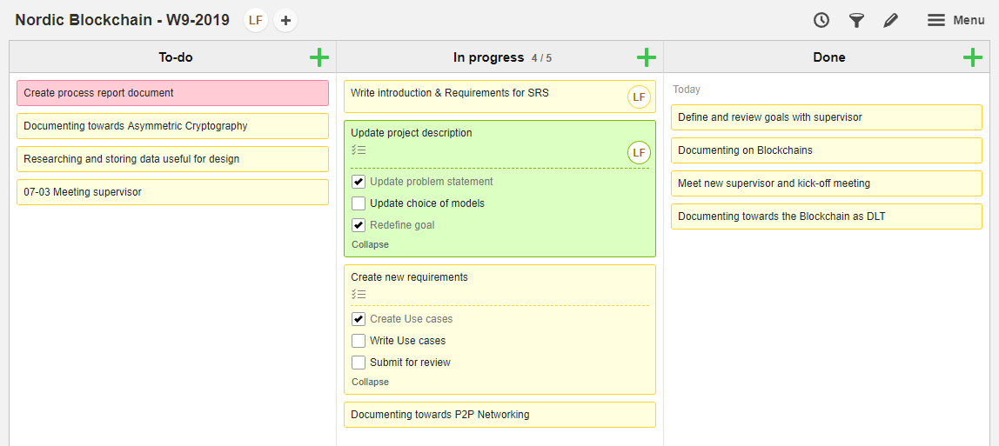 Nordic Blockchain - W9-2019 LF
Menu
To-do
Create process report document
Documenting towards Asymmetric Cryptography
Researching and storing data useful for design
07-03 Meeting supervisor
In progress 4 / 5
Write introduction & Requirements for SRS
LF
Update project description
LF
Update problem statement
Update choice of models
Redefine goal
Collapse
Create new requirements
Create Use cases
Write Use cases
Submit for review
Collapse
Documenting towards P2P Networking
Done
Today
Define and review goals with supervisor
Documenting on Blockchains
Meet new supervisor and kick-off meeting
Documenting towards the Blockchain as DLT